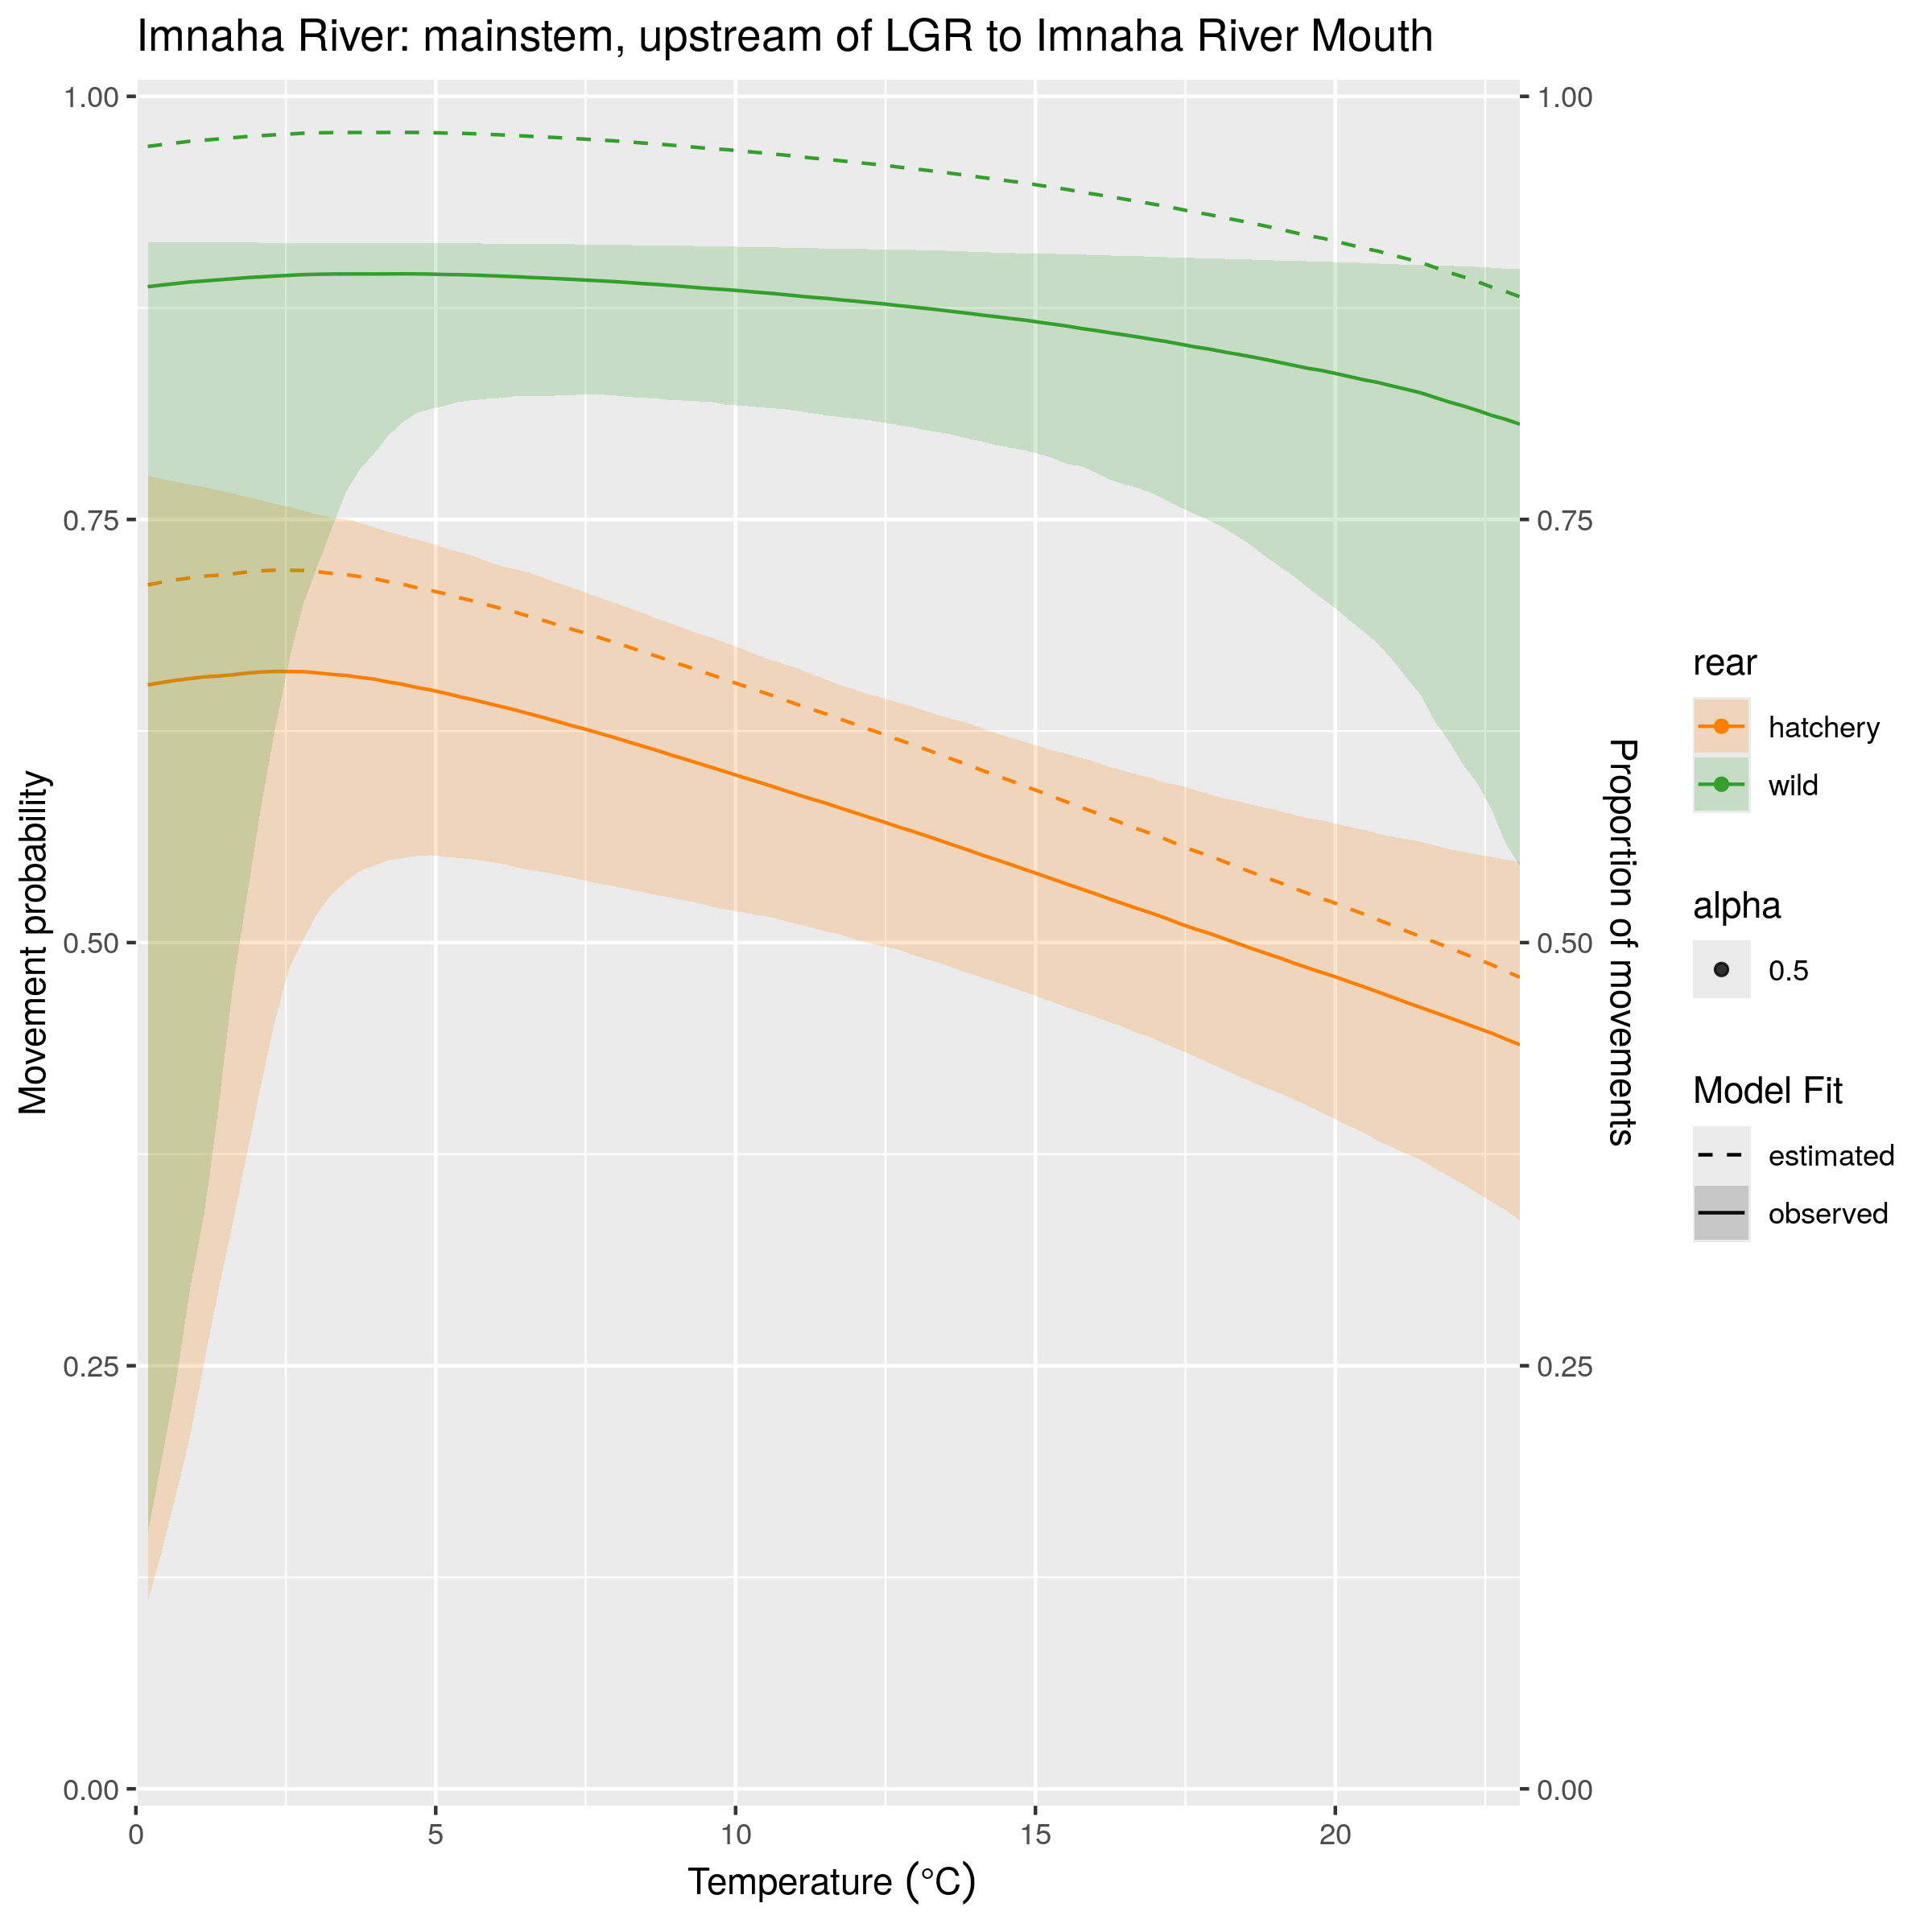 Imnaha River: mainstem, upstream of LGR to Imnaha River Mouth
Movement probability
1.00
0.75
0.50
0.25
0.00
0
5
10
15
20
Temperature (°C)
1.00
0.75
0.50
0.25
0.00
Proportion of movements
rear
hatchery
wild
alpha
0.5
Model Fit
estimated
observed